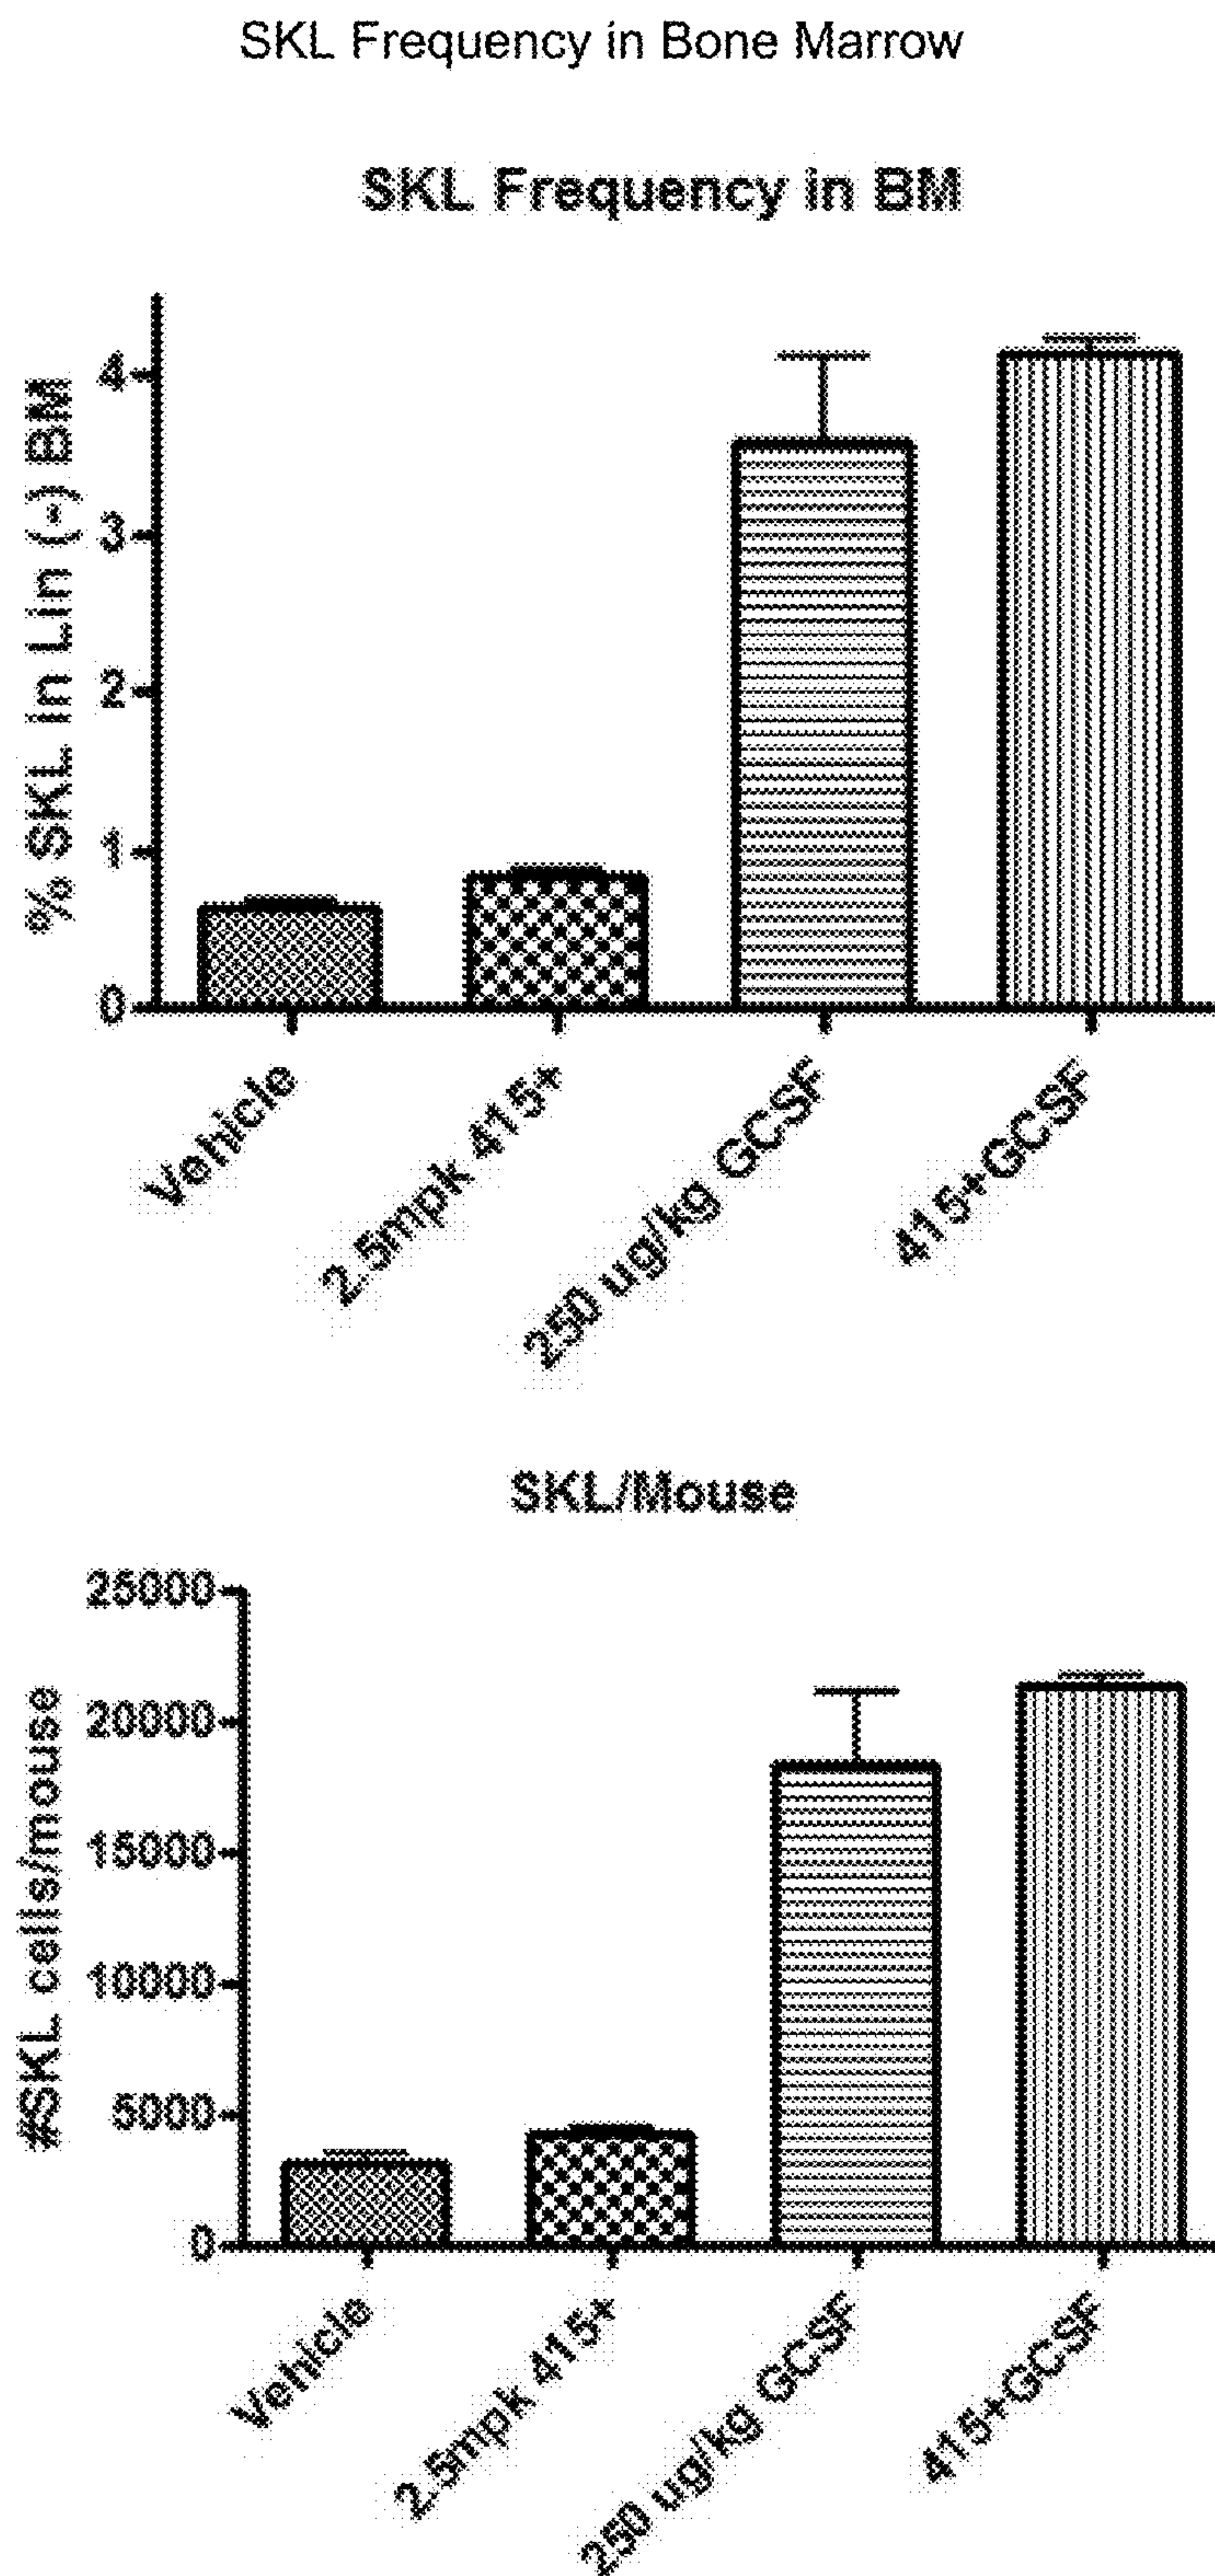 SKL Frequency in Bone Marrow
SKL Frequency in BM
% SKL in Lin (-) BM
4
3
2
1
0
Vehicle
2.5mpk 415+
250 ug/kg GCSF
415+GCSF
SKL/Mouse
#SKL cells/mouse
25000
20000
15000
10000
5000
0
Vehicle
2.5mpk 415+
250 ug/kg GCSF
415+GCSF